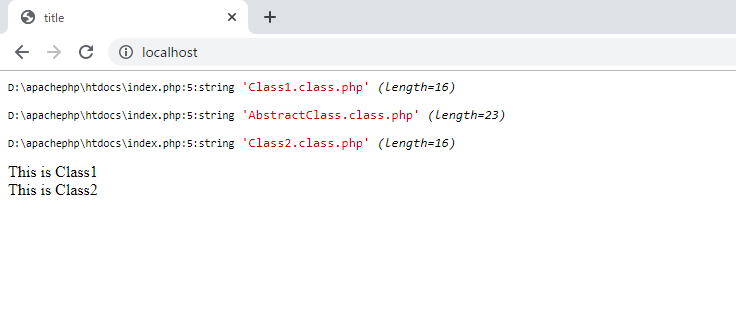 title
localhost
D:\apachephp\htdocs\index.php:5:string 'Class1.class.php' (length=16)
D:\apachephp\htdocs\index.php:5:string 'AbstractClass.class.php' (length=23)
D:\apachephp\htdocs\index.php:5:string 'Class2.class.php' (length=16)
This is Class1
This is Class2